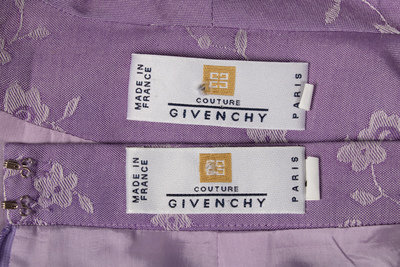 MADE IN
FRANCE
COUTURE
GIVENCHY
PARIS
MADE IN
FRANCE
COUTURE
GIVENCHY
PARIS